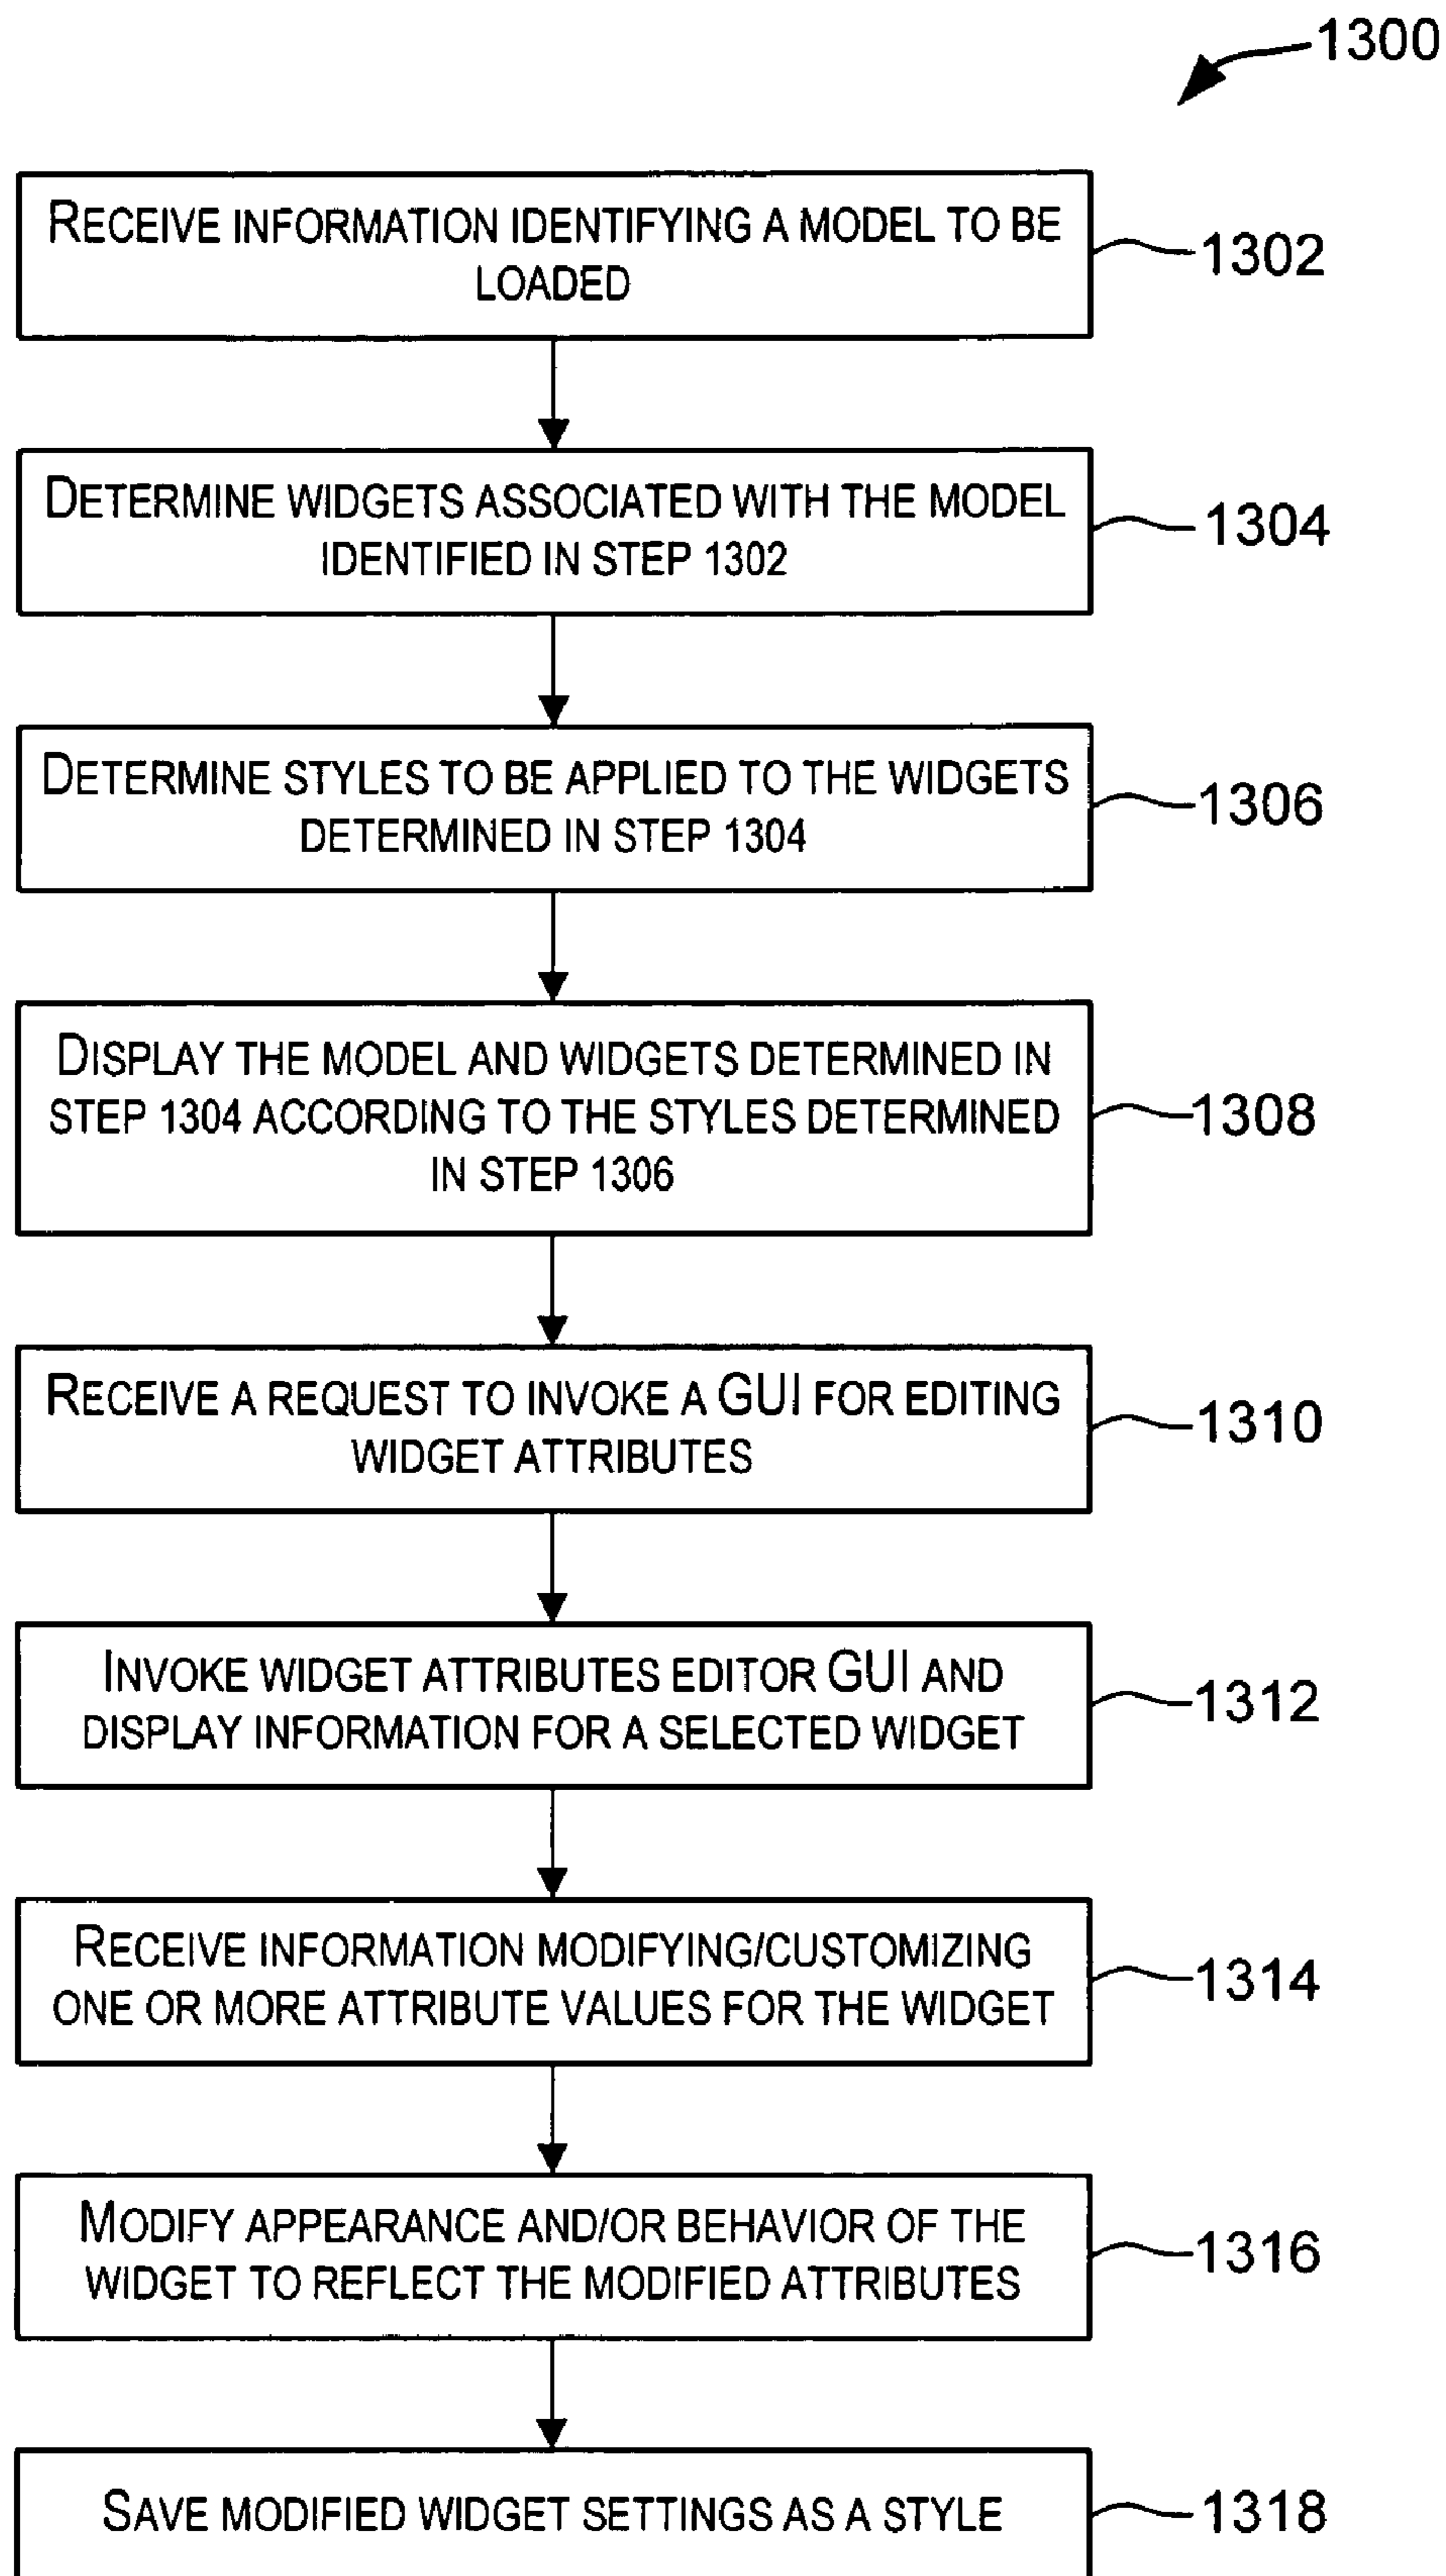 1300
RECEIVE INFORMATION IDENTIFYING A MODEL TO BE
LOADED
1302
DETERMINE WIDGETS ASSOCIATED WITH THE MODEL
IDENTIFIED IN STEP 1302
1304
DETERMINE STYLES TO BE APPLIED TO THE WIDGETS
DETERMINED IN STEP 1304
1306
DISPLAY THE MODEL AND WIDGETS DETERMINED IN
STEP 1304 ACCORDING TO THE STYLES DETERMINED
IN STEP 1306
1308
RECEIVE A REQUEST TO INVOKE A GUI FOR EDITING
WIDGET ATTRIBUTES
1310
INVOKE WIDGET ATTRIBUTES EDITOR GUI AND
DISPLAY INFORMATION FOR A SELECTED WIDGET
1312
RECEIVE INFORMATION MODIFYING/CUSTOMIZING
ONE OR MORE ATTRIBUTE VALUES FOR THE WIDGET
1314
MODIFY APPEARANCE AND/OR BEHAVIOR OF THE
WIDGET TO REFLECT THE MODIFIED ATTRIBUTES
1316
SAVE MODIFIED WIDGET SETTINGS AS A STYLE
1318